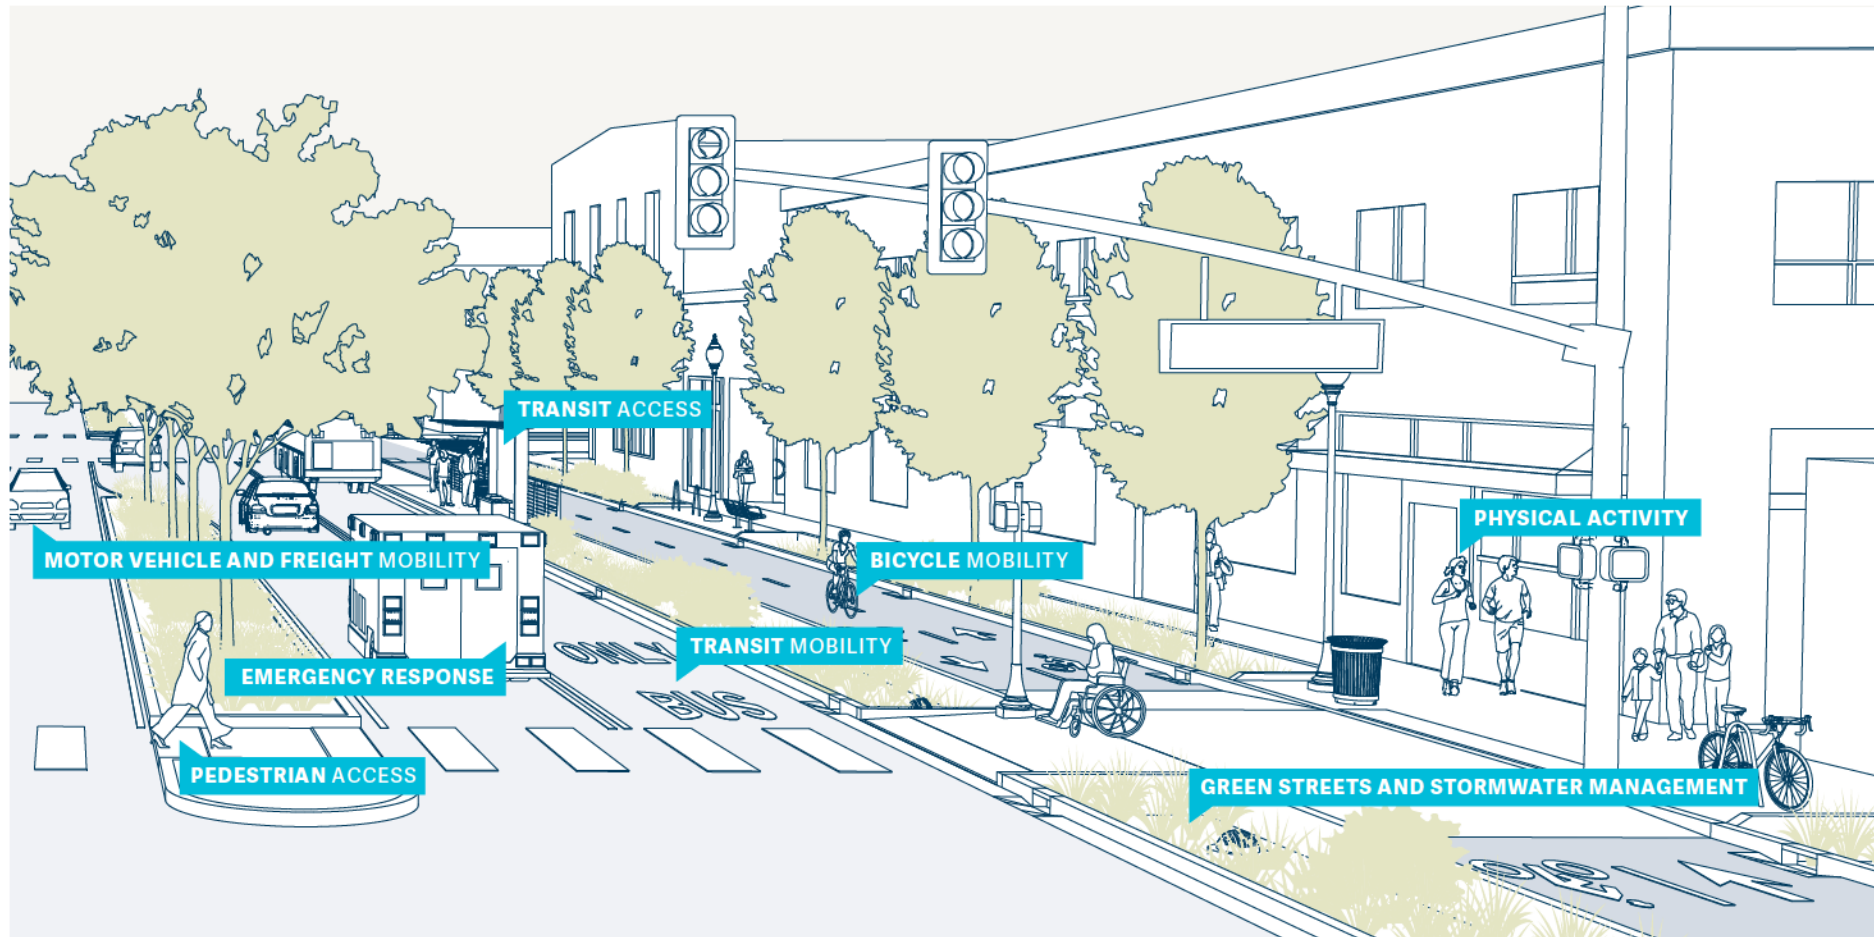 TRANSIT ACCESS
PHYSICAL ACTIVITY
MOTOR VEHICLE AND FREIGHT MOBILITY
BICYCLE MOBILITY
ONLY
TRANSIT MOBILITY
EMERGENCY RESPONSE
BUS
PEDESTRIAN ACCESS
GREEN STREETS AND STORMWATER MANAGEMENT